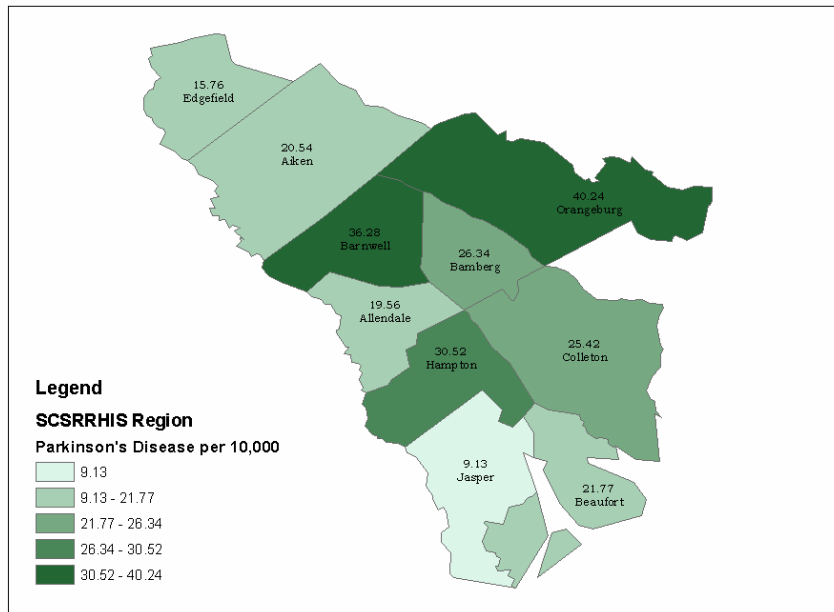 15.76
Edgefield
20.54
Aiken
40.24
Orangeburg
36.28
Barnwell
26.34
Bamberg
19.56
Allendale
25.42
Colleton
30.52
Hampton
9.13
Jasper
21.77
Beaufort
Legend
SCSRRHIS Region
Parkinson's Disease per 10,000
9.13
9.13 - 21.77
21.77 - 26.34
26.34 - 30.52
30.52 - 40.24